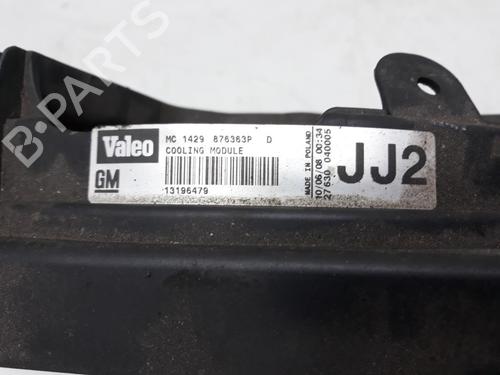 Valeo
MC 1429 876363P D
COOLING MODULE
GM
13196479
MADE IN POLAND
10/06/08 00:34
27630 040005
JJ2
B-PARTS